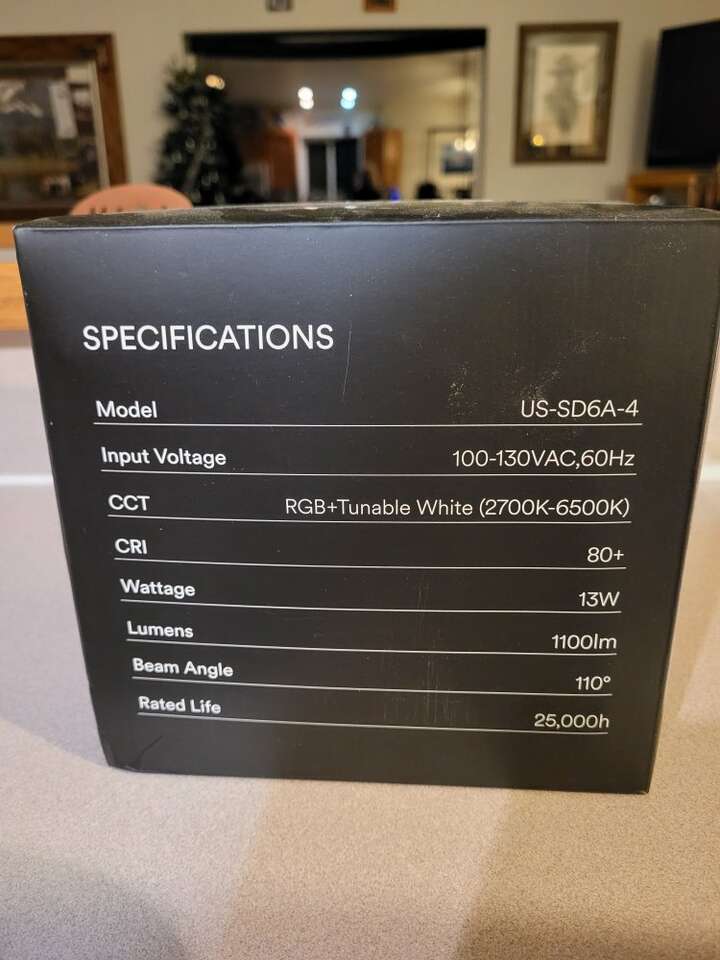 SPECIFICATIONS
Model US-SD6A-4
Input Voltage 100-130VAC,60Hz
CCT RGB+Tunable White (2700K-6500K)
CRI 80+
Wattage 13W
Lumens 1100lm
Beam Angle 110°
Rated Life 25,000h